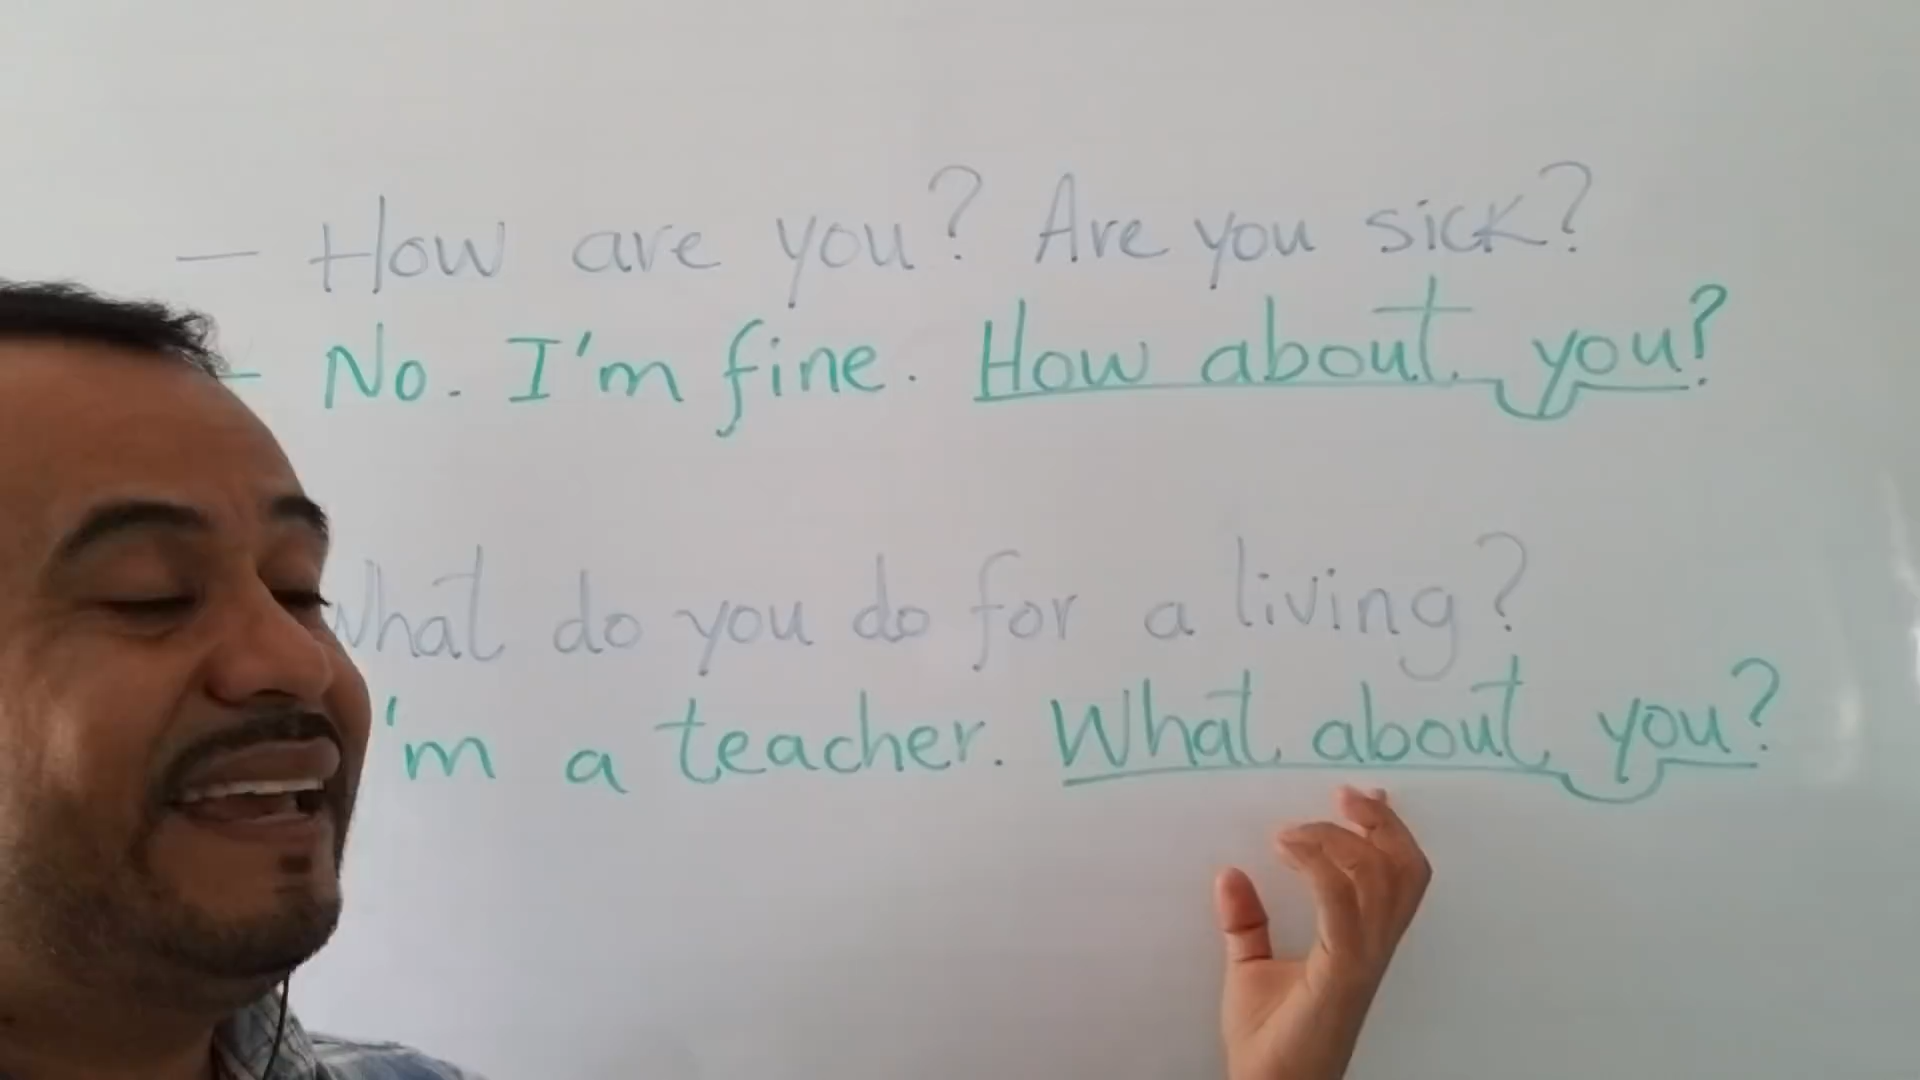 - How are you? Are you sick?
- No. I'm fine. How about you?
What do you do for a living?
'm a teacher. What about you?